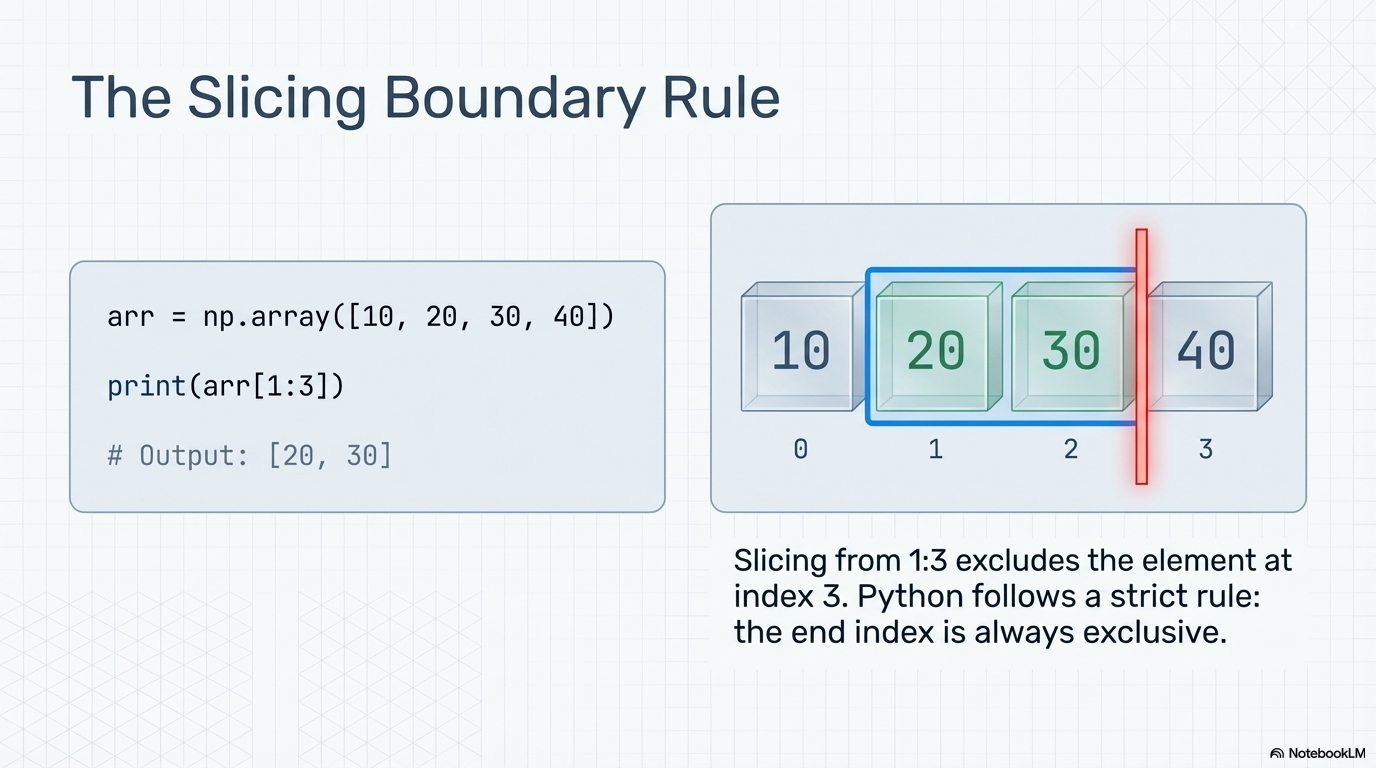 The Slicing Boundary Rule
arr = np.array([10, 20, 30, 40])
print(arr[1:3])
# Output: [20, 30]
10 20 30 40
0 1 2 3
Slicing from 1:3 excludes the element at
index 3. Python follows a strict rule:
the end index is always exclusive.
NotebookLM